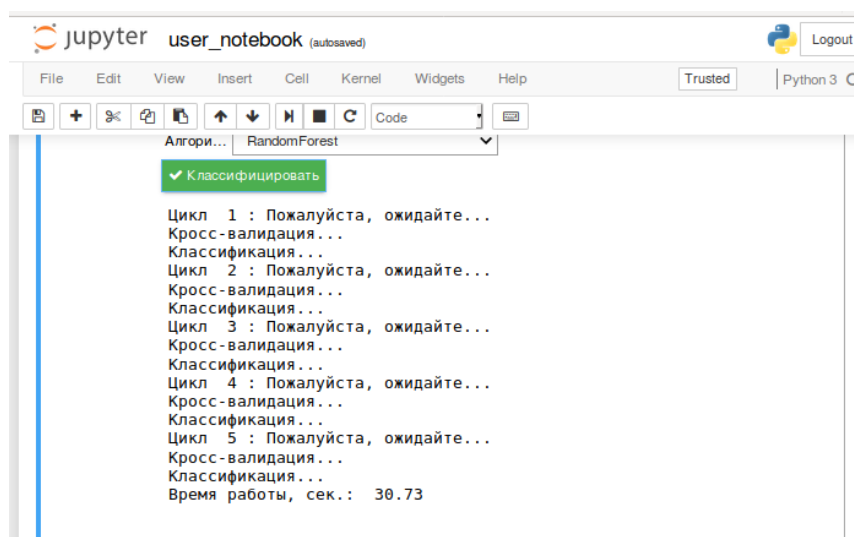 jupyter user_notebook (autosaved) Logout
File Edit View Insert Cell Kernel Widgets Help Trusted Python 3
Code
Алгори... RandomForest
Классифицировать
Цикл 1 : Пожалуйста, ожидайте...
Кросс-валидация...
Классификация...
Цикл 2 : Пожалуйста, ожидайте...
Кросс-валидация...
Классификация...
Цикл 3 : Пожалуйста, ожидайте...
Кросс-валидация...
Классификация...
Цикл 4 : Пожалуйста, ожидайте...
Кросс-валидация...
Классификация...
Цикл 5 : Пожалуйста, ожидайте...
Кросс-валидация...
Классификация...
Время работы, сек.: 30.73